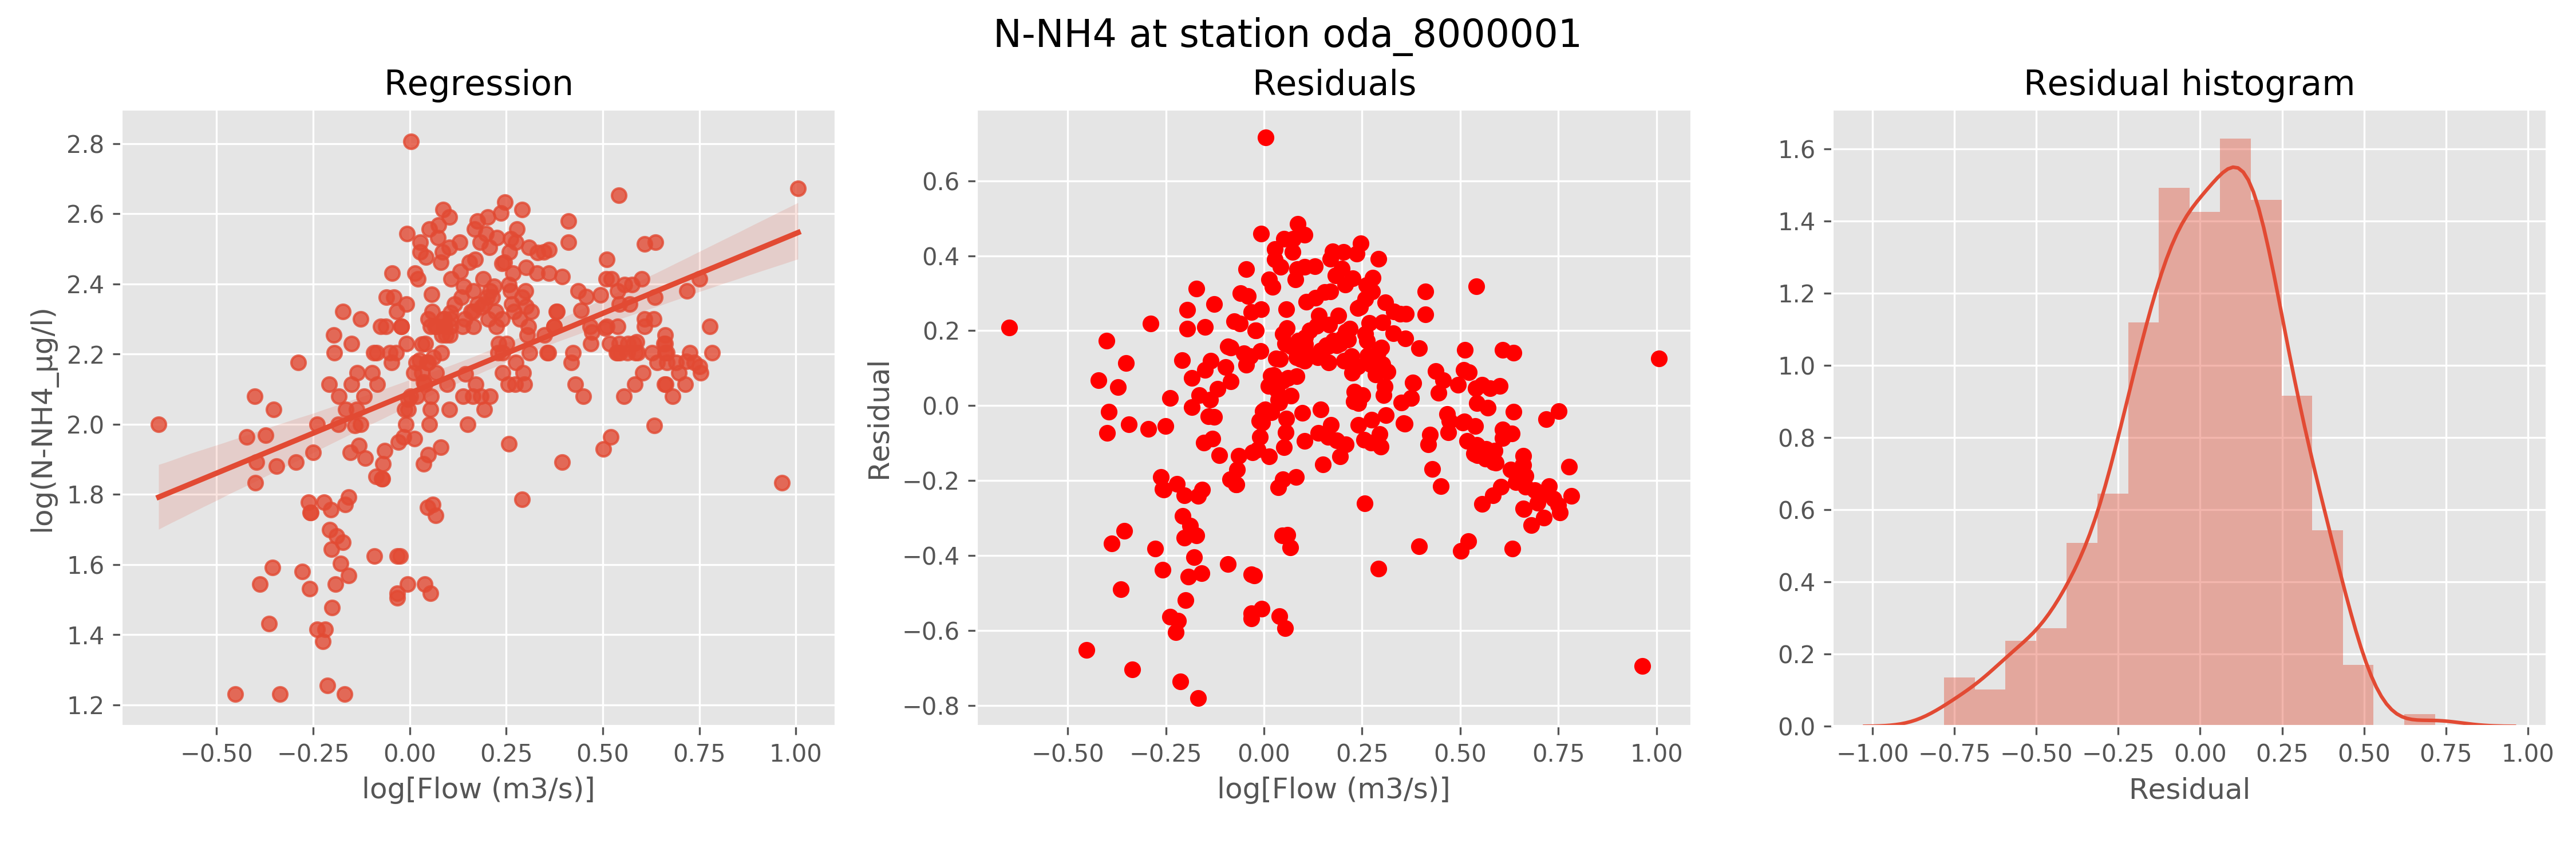 N-NH4 at station oda_8000001
Regression
2.8
2.6
2.4
2.2
2.0
1.8
1.6
1.4
1.2
log(N-NH4_µg/l)
−0.50 −0.25 0.00 0.25 0.50 0.75 1.00
log[Flow (m3/s)]
Residuals
0.6
0.4
0.2
0.0
−0.2
−0.4
−0.6
−0.8
Residual
−0.50 −0.25 0.00 0.25 0.50 0.75 1.00
log[Flow (m3/s)]
Residual histogram
1.6
1.4
1.2
1.0
0.8
0.6
0.4
0.2
0.0
−1.00 −0.75 −0.50 −0.25 0.00 0.25 0.50 0.75 1.00
Residual